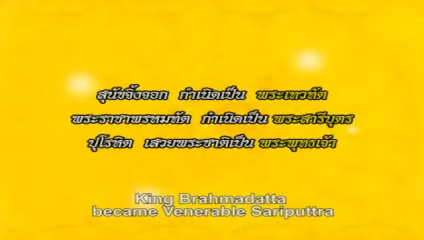 สุนัขจิ้งจอก กำเนิดเป็น พระเทวทัต
พระราชาพรหมทัต กำเนิดเป็น พระสารีบุตร
ปุโรหิต เสวยพระชาติเป็น พระพุทธเจ้า
King Brahmadatta
became Venerable Sariputtra